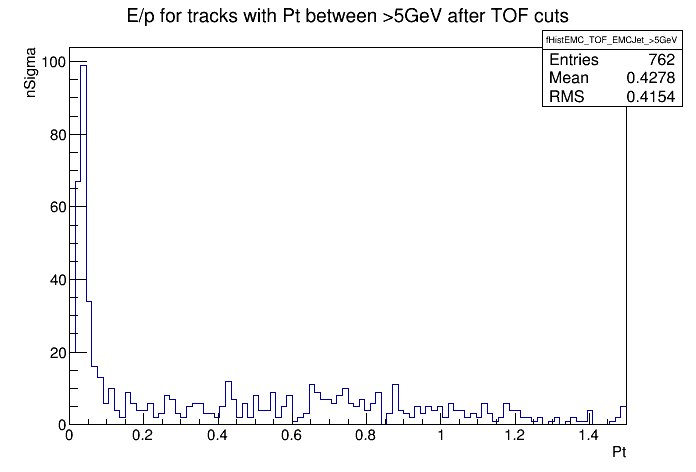 E/p for tracks with Pt between >5GeV after TOF cuts
fHistEMC_TOF_EMCJet_>5GeV
Entries 762
Mean 0.4278
RMS 0.4154
nSigma
100
80
60
40
20
0
0 0.2 0.4 0.6 0.8 1 1.2 1.4
Pt